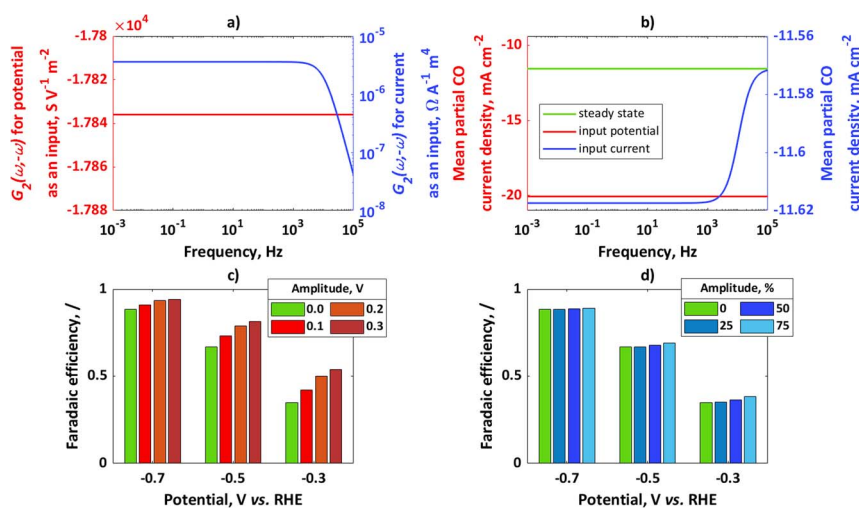 a)
×10⁴
-1.78
-1.782
-1.784
-1.786
-1.788
G₂(ω,-ω) for potential
as an input, S V⁻¹ m⁻²
10⁻⁵
10⁻⁶
10⁻⁷
10⁻⁸
G₂(ω,-ω) for current
as an input, Ω A⁻¹ m⁴
10⁻³ 10⁻¹ 10¹ 10³ 10⁵
Frequency, Hz
b)
-10
-15
-20
Mean partial CO
current density, mA cm⁻²
steady state
input potential
input current
-11.56
-11.58
-11.6
-11.62
Mean partial CO
current density, mA cm⁻²
10⁻³ 10⁻¹ 10¹ 10³ 10⁵
Frequency, Hz
c)
Amplitude, V
0.0 0.2
0.1 0.3
1
0.5
0
Faradaic efficiency, /
-0.7 -0.5 -0.3
Potential, V vs. RHE
d)
Amplitude, %
0 50
25 75
1
0.5
0
Faradaic efficiency, /
-0.7 -0.5 -0.3
Potential, V vs. RHE